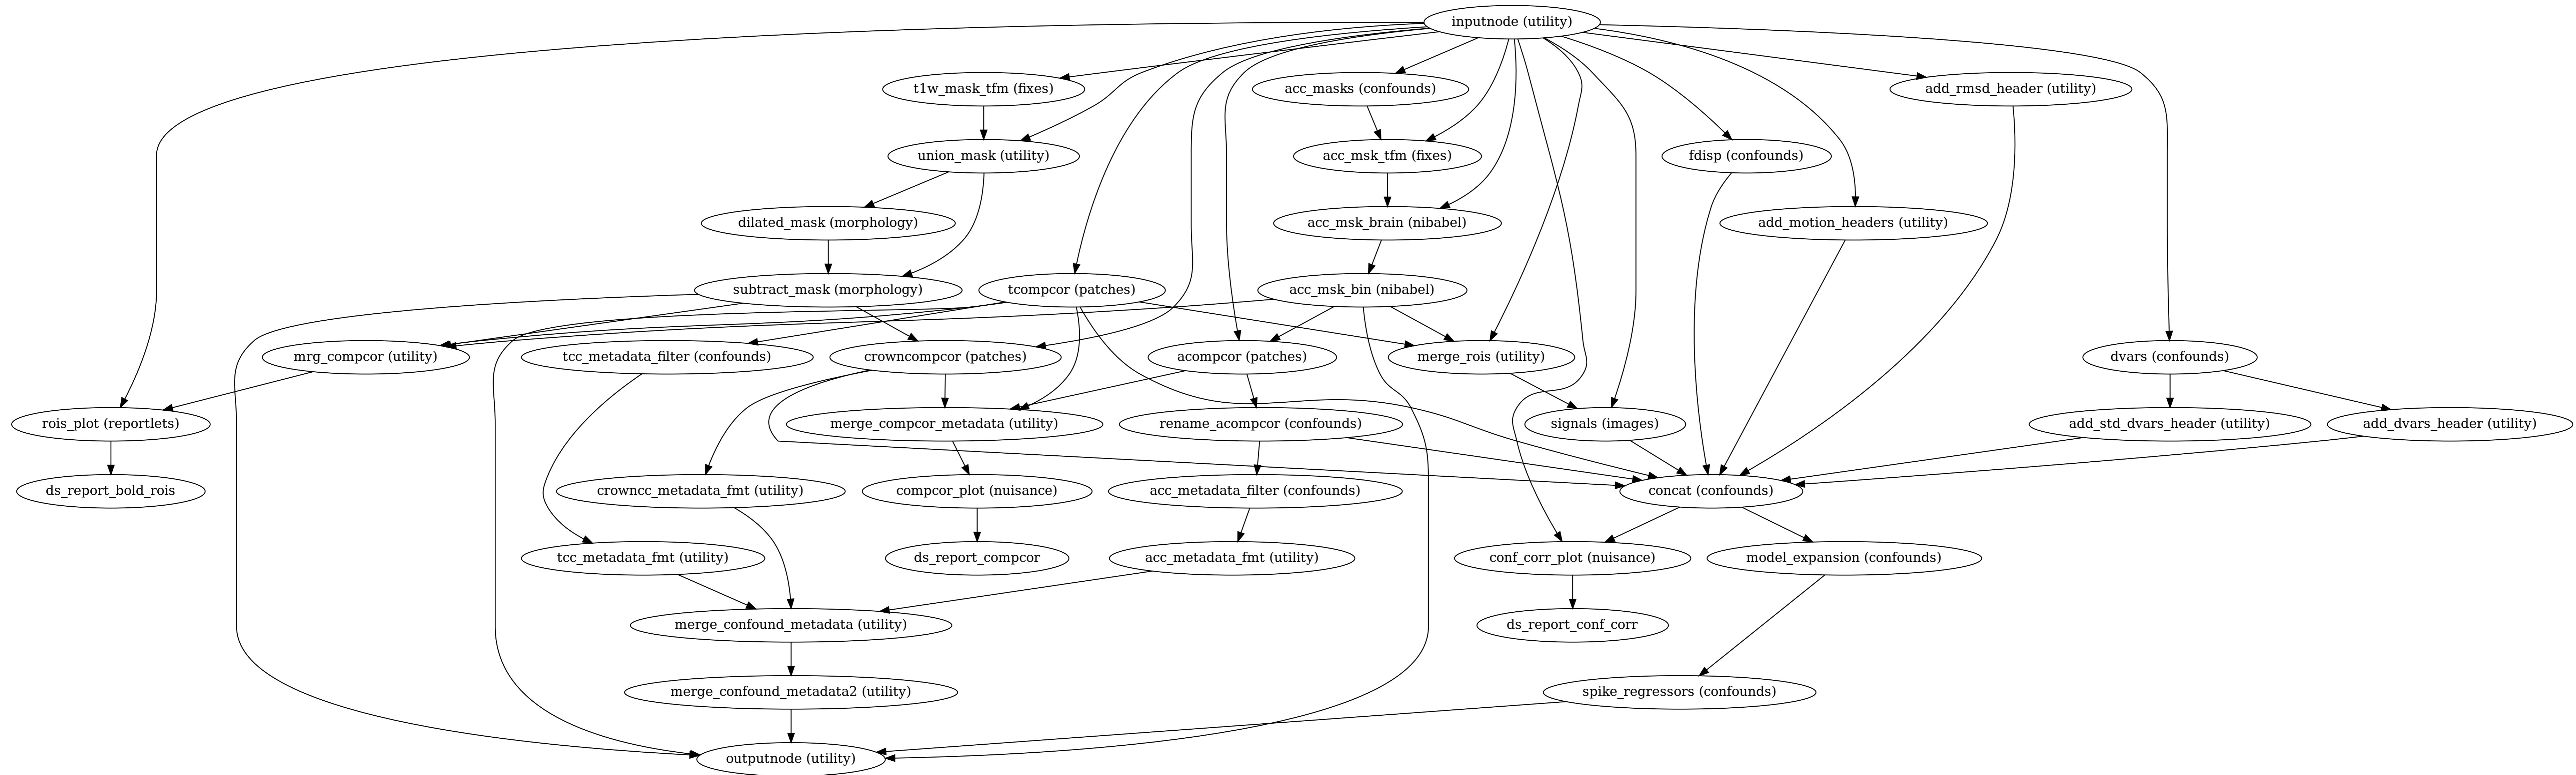 inputnode (utility)
t1w_mask_tfm (fixes)
acc_masks (confounds)
add_rmsd_header (utility)
union_mask (utility)
acc_msk_tfm (fixes)
fdisp (confounds)
dilated_mask (morphology)
acc_msk_brain (nibabel)
add_motion_headers (utility)
subtract_mask (morphology)
tcompcor (patches)
acc_msk_bin (nibabel)
mrg_compcor (utility)
tcc_metadata_filter (confounds)
crowncompcor (patches)
acompcor (patches)
merge_rois (utility)
dvars (confounds)
rois_plot (reportlets)
merge_compcor_metadata (utility)
rename_acompcor (confounds)
signals (images)
add_std_dvars_header (utility)
add_dvars_header (utility)
ds_report_bold_rois
crowncc_metadata_fmt (utility)
compcor_plot (nuisance)
acc_metadata_filter (confounds)
concat (confounds)
tcc_metadata_fmt (utility)
ds_report_compcor
acc_metadata_fmt (utility)
conf_corr_plot (nuisance)
model_expansion (confounds)
merge_confound_metadata (utility)
ds_report_conf_corr
merge_confound_metadata2 (utility)
spike_regressors (confounds)
outputnode (utility)